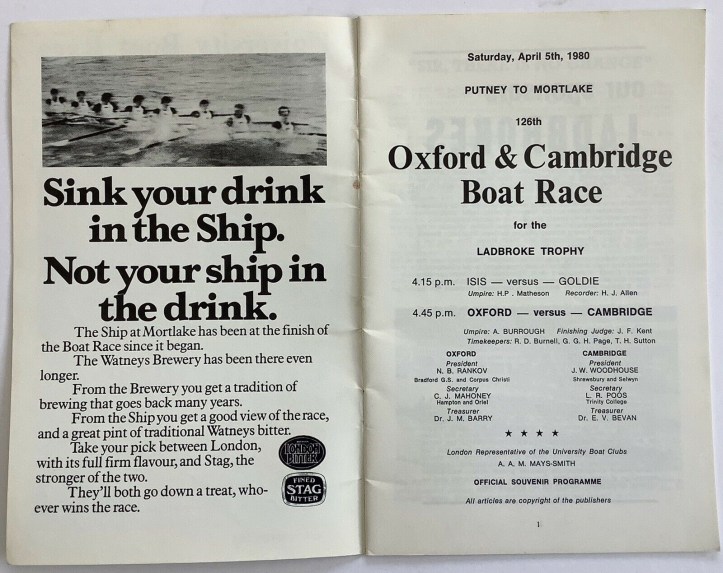 Sink your drink
in the Ship.
Not your ship in
the drink.
The Ship at Mortlake has been at the finish of
the Boat Race since it began.
The Watneys Brewery has been there even
longer.
From the Brewery you get a tradition of
brewing that goes back many years.
From the Ship you get a good view of the race,
and a great pint of traditional Watneys bitter.
Take your pick between London,
with its full firm flavour, and Stag, the
stronger of the two.
They'll both go down a treat, who-
ever wins the race.
LONDON
BITTER
FINED
STAG
BITTER
Saturday, April 5th, 1980
PUTNEY TO MORTLAKE
126th
Oxford & Cambridge
Boat Race
for the
LADBROKE TROPHY
4.15 p.m. ISIS — versus — GOLDIE
Umpire: H.P. Matheson Recorder: H. J. Allen
4.45 p.m. OXFORD — versus — CAMBRIDGE
Umpire: A. BURROUGH Finishing Judge: J. F. Kent
Timekeepers: R. D. Burnell, G. G. H. Page, T. H. Sutton
OXFORD
President
N. B. RANKOV
Bradford G.S. and Corpus Christi
Secretary
C. J. MAHONEY
Hampton and Oriel
Treasurer
Dr. J. M. BARRY
CAMBRIDGE
President
J. W. WOODHOUSE
Shrewsbury and Selwyn
Secretary
L. R. POOS
Trinity College
Treasurer
Dr. E. V. BEVAN
★ ★ ★ ★
London Representative of the University Boat Clubs
A. A. M. MAYS-SMITH
OFFICIAL SOUVENIR PROGRAMME
All articles are copyright of the publishers
1